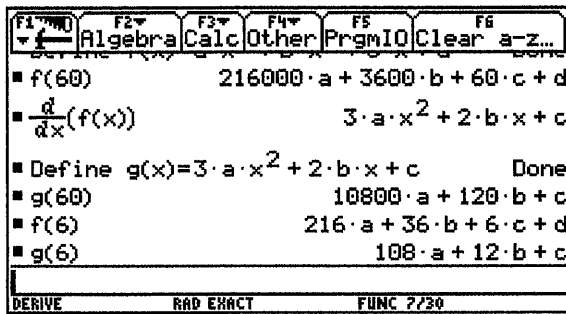 F1 F2 F3 F4 F5 F6
Algebra Calc Other PrgmIO Clear a-z…
▪ f(60) 216000·a + 3600·b + 60·c + d
▪ d/dx(f(x)) 3·a·x² + 2·b·x + c
▪ Define g(x)=3·a·x² + 2·b·x + c Done
▪ g(60) 10800·a + 120·b + c
▪ f(6) 216·a + 36·b + 6·c + d
▪ g(6) 108·a + 12·b + c
DERIVE RAD EXACT FUNC 7/30